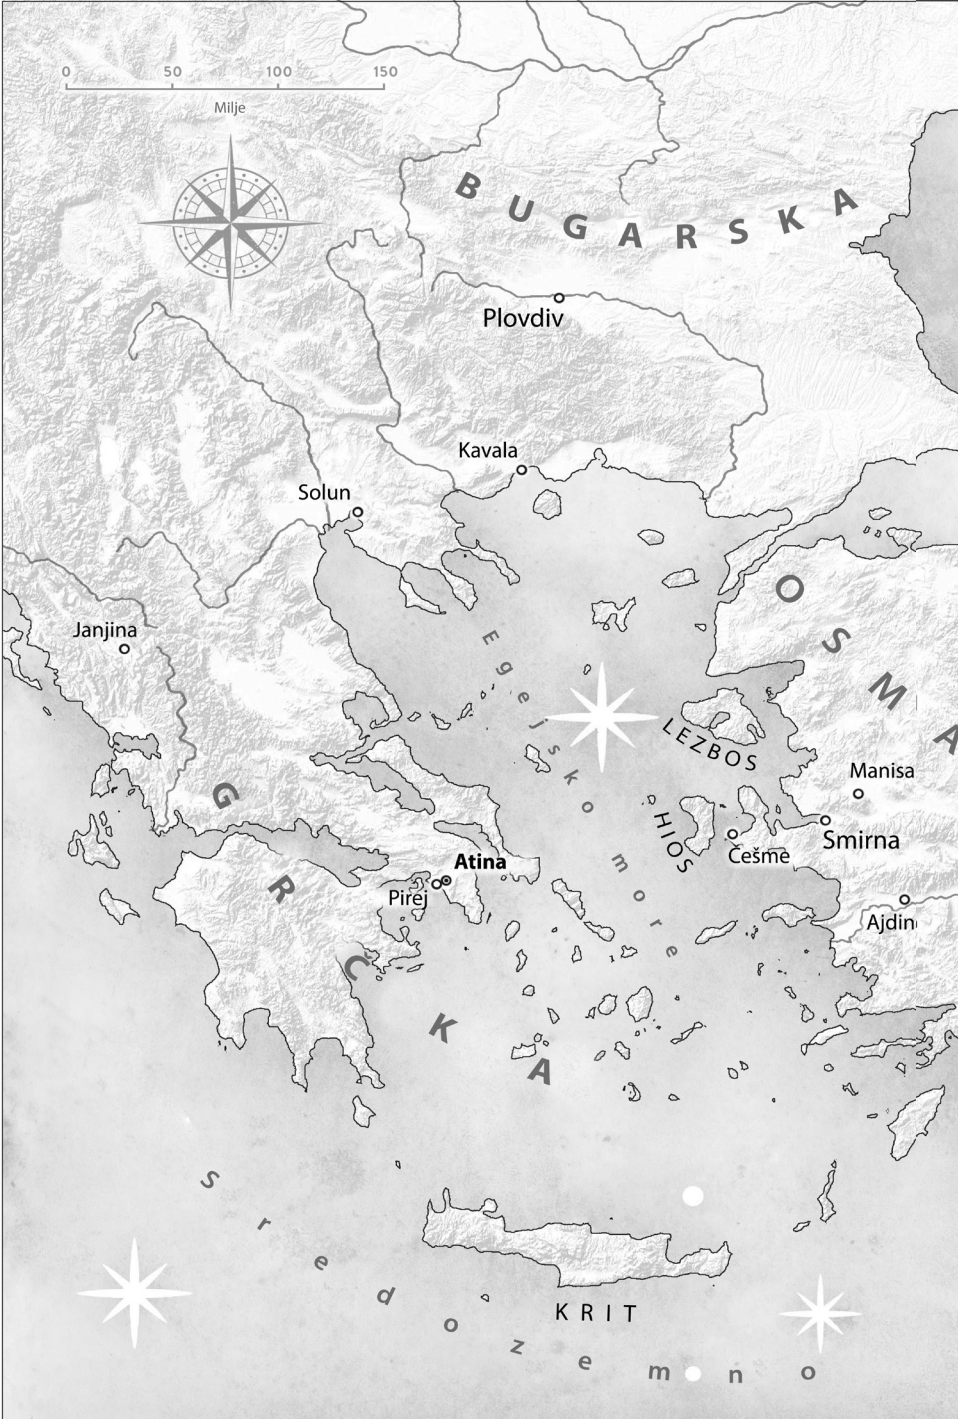 0 50 100 150
Milje
BUGARSKA
Plovdiv
Kavala
Solun
OSMA
Janjina
Egejsko more
LEZBOS
Manisa
HIOS
Smirna
Češme
GRČKA
Atina
Pirej
Ajdin
KRIT
sredozemno